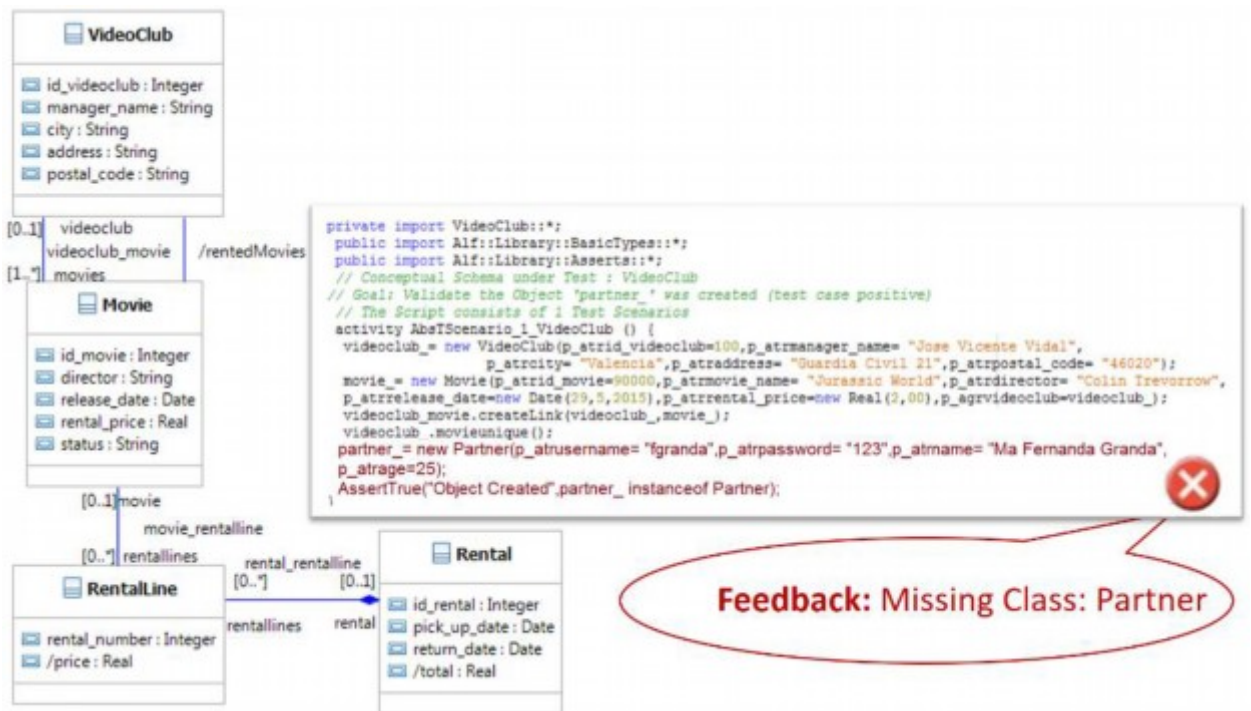 VideoClub
id_videoclub : Integer
manager_name : String
city : String
address : String
postal_code : String
[0..1] videoclub
videoclub_movie /rentedMovies
[1..*] movies
Movie
id_movie : Integer
director : String
release_date : Date
rental_price : Real
status : String
[0..1] movie
movie_rentalline
[0..*] rentallines
RentalLine
rental_number : Integer
/price : Real
rental_rentalline
[0..*] [0..1]
rentallines rental
Rental
id_rental : Integer
pick_up_date : Date
return_date : Date
/total : Real
private import VideoClub::*;
public import Alf::Library::BasicTypes::*;
public import Alf::Library::Asserts::*;
// Conceptual Schema under Test : VideoClub
// Goal: Validate the Object "partner_" was created (test case positive)
// The Script consists of 1 Test Scenarios
activity AbsTScenario_1_VideoClub () {
videoclub_= new VideoClub(p_atrid_videoclub=100,p_atrmanager_name= "Jose Vicente Vidal",
p_atrcity= "Valencia",p_atraddress= "Guardia Civil 21",p_atrpostal_code= "46020");
movie_= new Movie(p_atrid_movie=90000,p_atrmovie_name= "Jurassic World",p_atrdirector= "Colin Trevorrow",
p_atrrelease_date=new Date(29,5,2015),p_atrrental_price=new Real(2,00),p_agrvideoclub=videoclub_);
videoclub_movie.createLink(videoclub_,movie_);
videoclub_.movieunique();
partner_= new Partner(p_atrusername= "fgranda",p_atrpassword= "123",p_atrname= "Ma Fernanda Granda",
p_atrage=25);
AssertTrue("Object Created",partner_ instanceof Partner);
}
Feedback: Missing Class: Partner